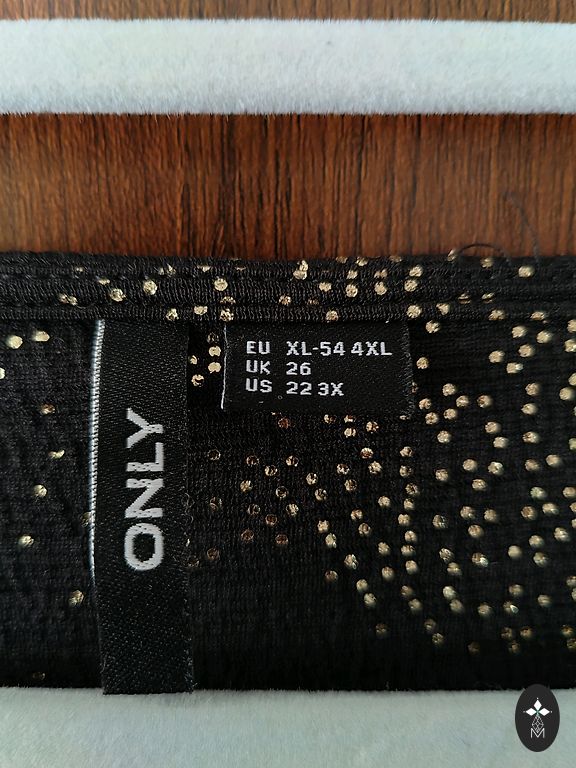 EU XL-54 4XL
UK 26
US 22 3X
ONLY
M